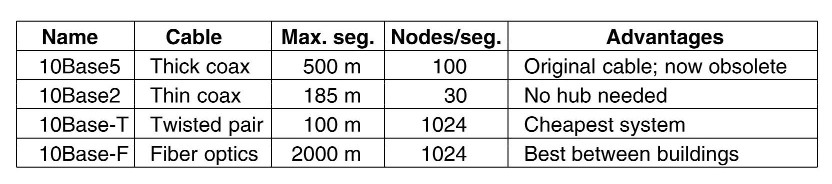 Name Cable Max. seg. Nodes/seg. Advantages
10Base5 Thick coax 500 m 100 Original cable; now obsolete
10Base2 Thin coax 185 m 30 No hub needed
10Base-T Twisted pair 100 m 1024 Cheapest system
10Base-F Fiber optics 2000 m 1024 Best between buildings